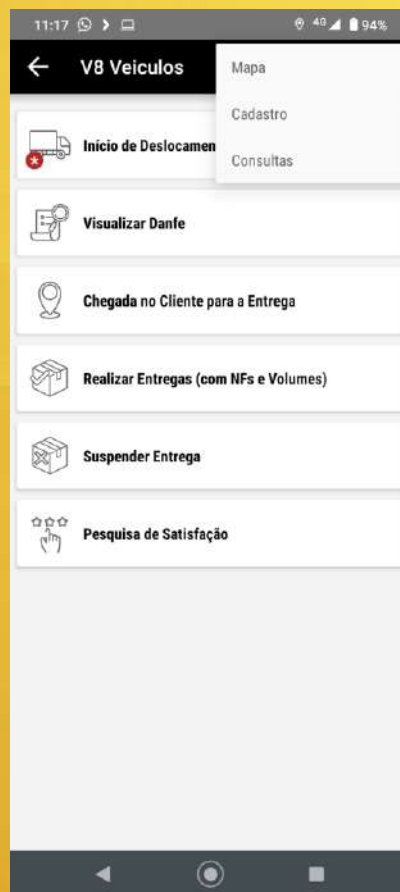 11:17
4G
94%
V8 Veiculos
Mapa
Cadastro
Consultas
Início de Deslocamen
Visualizar Danfe
Chegada no Cliente para a Entrega
Realizar Entregas (com NFs e Volumes)
Suspender Entrega
Pesquisa de Satisfação